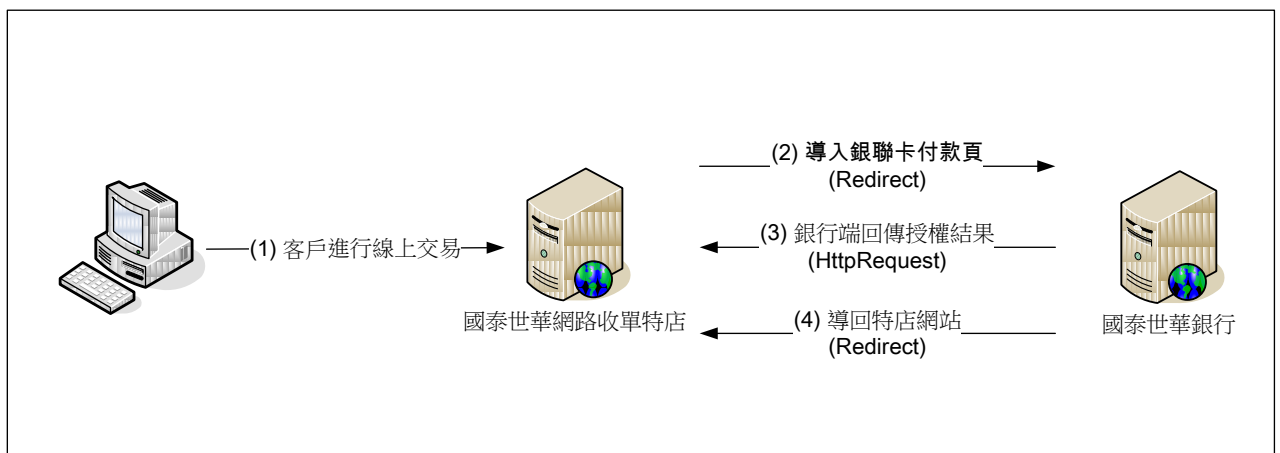 (1) 客戶進行線上交易
國泰世華網路收單特店
(2) 導入銀聯卡付款頁
(Redirect)
(3) 銀行端回傳授權結果
(HttpRequest)
(4) 導回特店網站
(Redirect)
國泰世華銀行